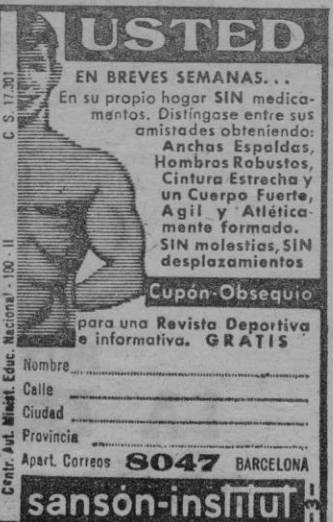 USTED
EN BREVES SEMANAS...
En su propio hogar SIN medica-
mentos. Distíngase entre sus
amistades obteniendo:
Anchas Espaldas,
Hombros Robustos,
Cintura Estrecha y
un Cuerpo Fuerte,
Agil y Atlética-
mente formado.
SIN molestias, SIN
desplazamientos
Cupón-Obsequio
para una Revista Deportiva
e informativa. GRATIS
Nombre
Calle
Ciudad
Provincia
Apart. Correos 8047 BARCELONA
sansón-institut
-3-
Centr. Aut. Minist. Educ. Nacional - 100 - II C S. 17.301